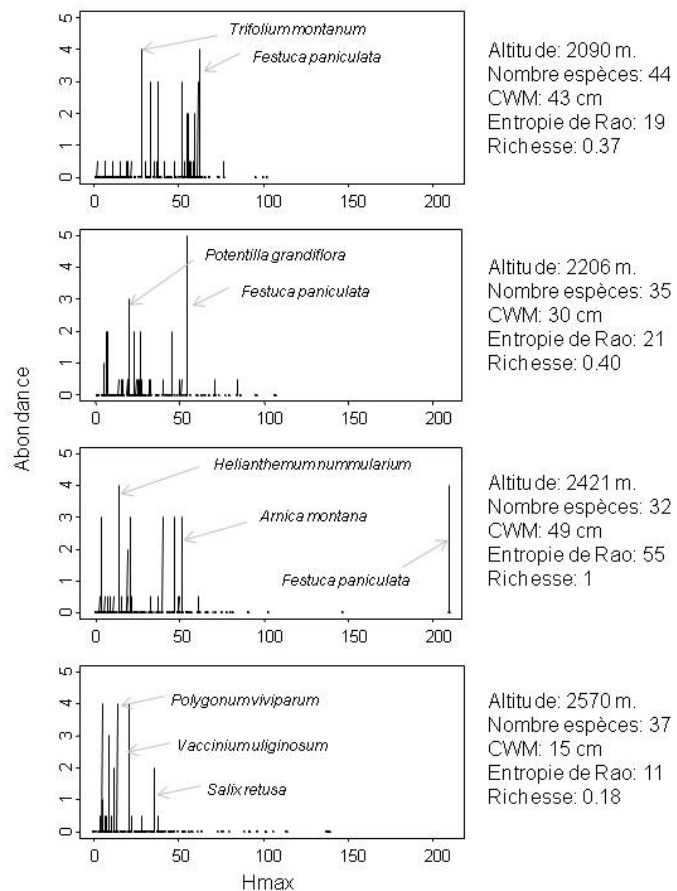 Trifolium montanum
Festuca paniculata
5
4
3
2
1
0
0
50
100
150
200
Altitude: 2090 m.
Nombre espèces: 44
CWM: 43 cm
Entropie de Rao: 19
Richesse: 0.37
Potentilla grandiflora
Festuca paniculata
5
4
3
2
1
0
0
50
100
150
200
Altitude: 2206 m.
Nombre espèces: 35
CWM: 30 cm
Entropie de Rao: 21
Richesse: 0.40
Abondance
Helianthemum nummularium
Arnica montana
Festuca paniculata
5
4
3
2
1
0
0
50
100
150
200
Altitude: 2421 m.
Nombre espèces: 32
CWM: 49 cm
Entropie de Rao: 55
Richesse: 1
Polygonum viviparum
Vaccinium uliginosum
Salix retusa
5
4
3
2
1
0
0
50
100
150
200
Altitude: 2570 m.
Nombre espèces: 37
CWM: 15 cm
Entropie de Rao: 11
Richesse: 0.18
Hmax